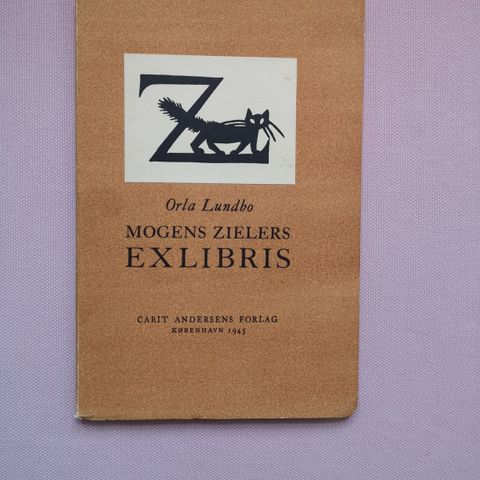 Z
Orla Lundbo
MOGENS ZIELERS
EXLIBRIS
CARIT ANDERSENS FORLAG
KØBENHAVN 1945